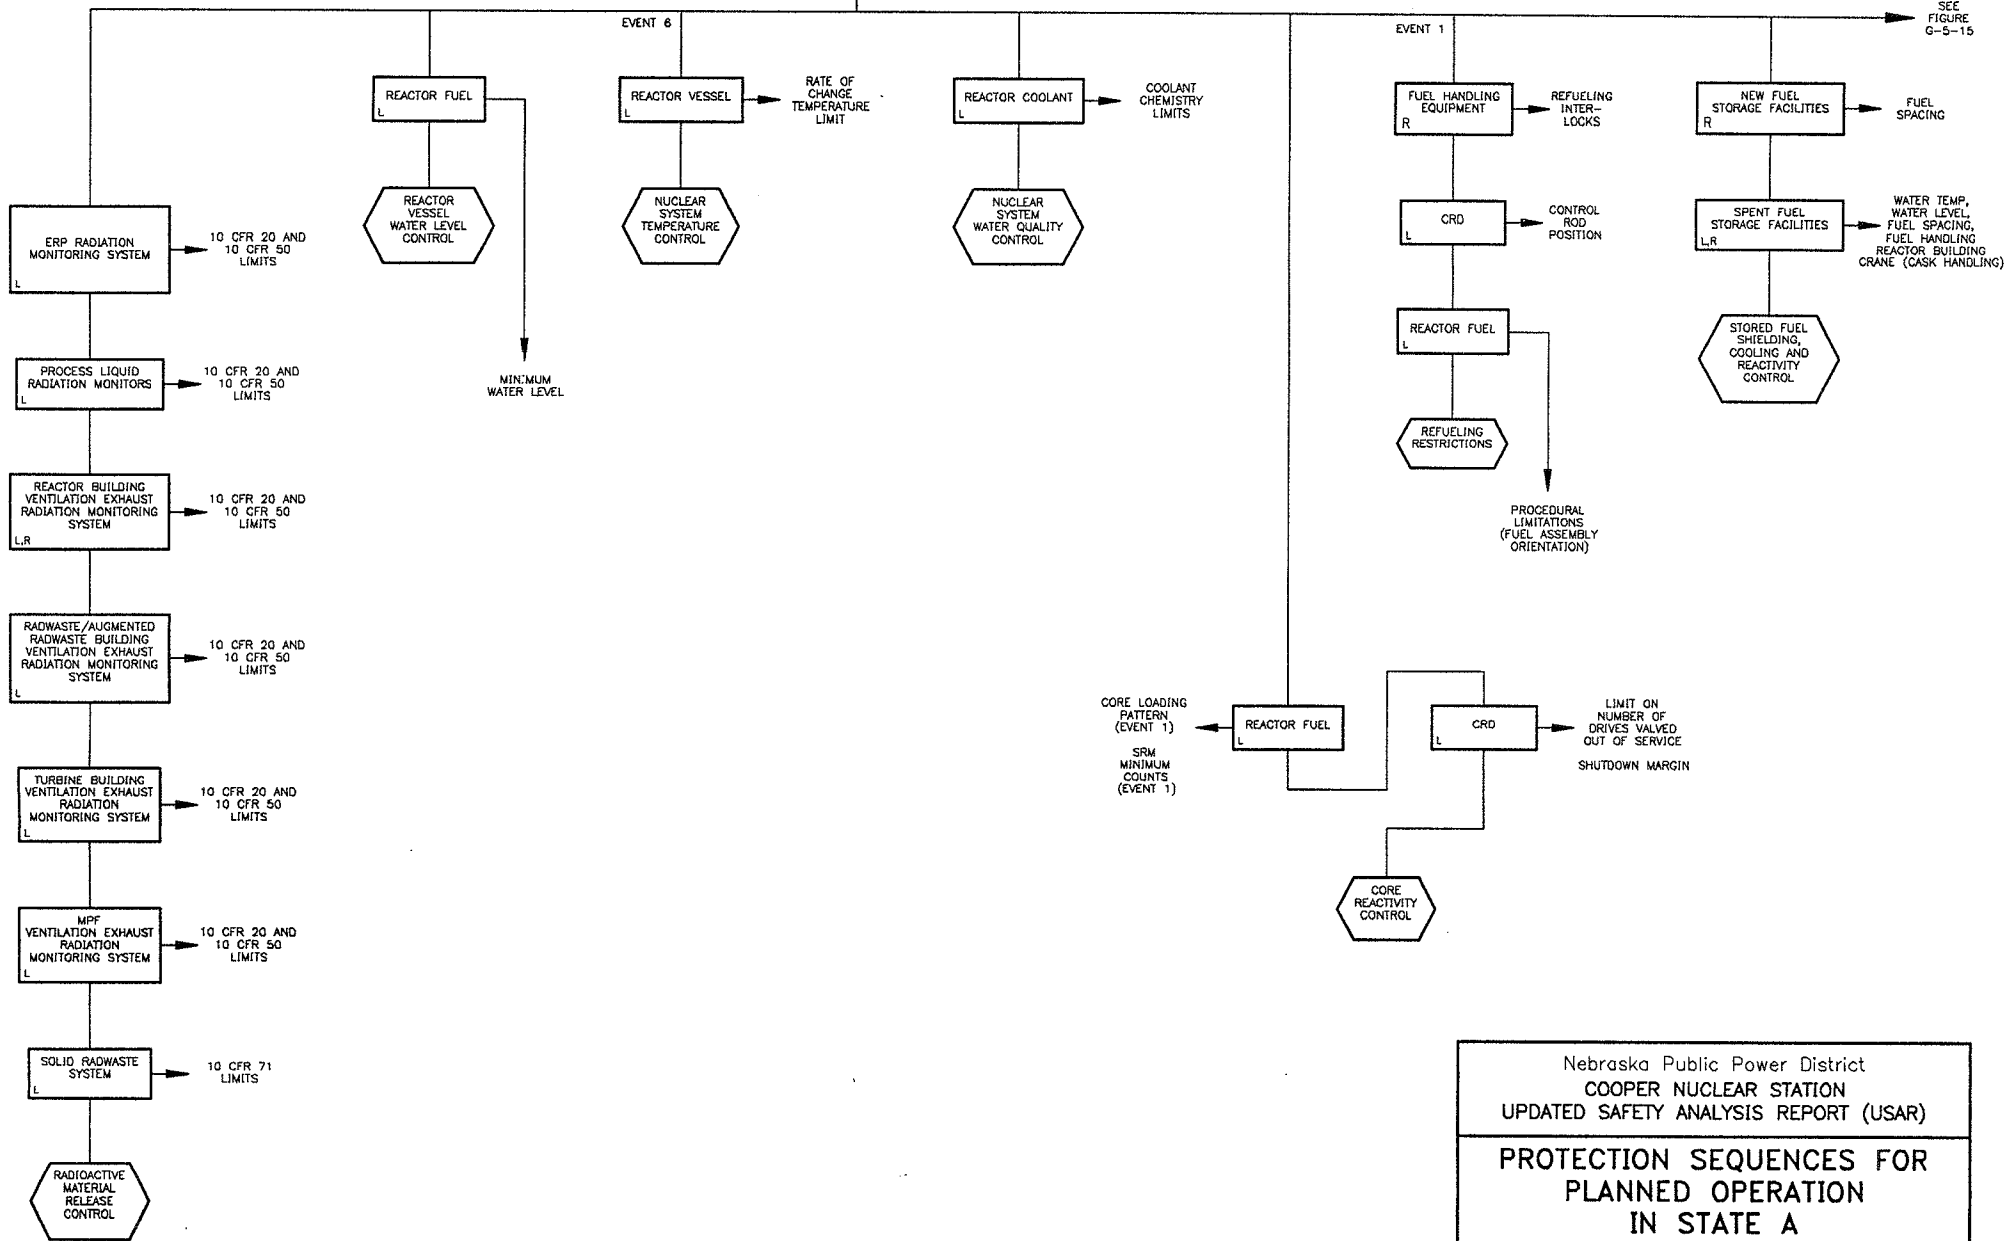 SEE
FIGURE
G-5-15
EVENT 6
EVENT 1
REACTOR FUEL
L
REACTOR VESSEL
L
RATE OF
CHANGE
TEMPERATURE
LIMIT
REACTOR COOLANT
L
COOLANT
CHEMISTRY
LIMITS
FUEL HANDLING
EQUIPMENT
R
REFUELING
INTER-
LOCKS
NEW FUEL
STORAGE FACILITIES
R
FUEL
SPACING
REACTOR
VESSEL
WATER LEVEL
CONTROL
NUCLEAR
SYSTEM
TEMPERATURE
CONTROL
NUCLEAR
SYSTEM
WATER QUALITY
CONTROL
CRD
L
CONTROL
ROD
POSITION
SPENT FUEL
STORAGE FACILITIES
L,R
WATER TEMP,
WATER LEVEL,
FUEL SPACING,
FUEL HANDLING
REACTOR BUILDING
CRANE (CASK HANDLING)
ERP RADIATION
MONITORING SYSTEM
L
10 CFR 20 AND
10 CFR 50
LIMITS
REACTOR FUEL
L
STORED FUEL
SHIELDING,
COOLING AND
REACTIVITY
CONTROL
PROCESS LIQUID
RADIATION MONITORS
L
10 CFR 20 AND
10 CFR 50
LIMITS
MINIMUM
WATER LEVEL
REFUELING
RESTRICTIONS
REACTOR BUILDING
VENTILATION EXHAUST
RADIATION MONITORING
SYSTEM
L,R
10 CFR 20 AND
10 CFR 50
LIMITS
PROCEDURAL
LIMITATIONS
(FUEL ASSEMBLY
ORIENTATION)
RADWASTE/AUGMENTED
RADWASTE BUILDING
VENTILATION EXHAUST
RADIATION MONITORING
SYSTEM
L
10 CFR 20 AND
10 CFR 50
LIMITS
CORE LOADING
PATTERN
(EVENT 1)
SRM
MINIMUM
COUNTS
(EVENT 1)
REACTOR FUEL
L
CRD
L
LIMIT ON
NUMBER OF
DRIVES VALVED
OUT OF SERVICE
SHUTDOWN MARGIN
TURBINE BUILDING
VENTILATION EXHAUST
RADIATION
MONITORING SYSTEM
L
10 CFR 20 AND
10 CFR 50
LIMITS
CORE
REACTIVITY
CONTROL
MPF
VENTILATION EXHAUST
RADIATION
MONITORING SYSTEM
L
10 CFR 20 AND
10 CFR 50
LIMITS
SOLID RADWASTE
SYSTEM
L
10 CFR 71
LIMITS
RADIOACTIVE
MATERIAL
RELEASE
CONTROL
Nebraska Public Power District
COOPER NUCLEAR STATION
UPDATED SAFETY ANALYSIS REPORT (USAR)
PROTECTION SEQUENCES FOR
PLANNED OPERATION
IN STATE A